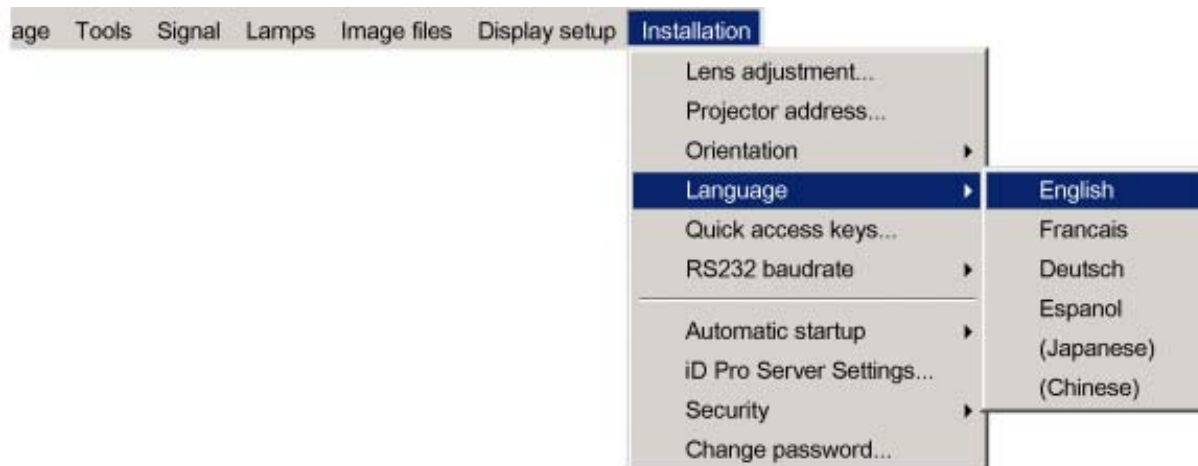 age Tools Signal Lamps Image files Display setup Installation
Lens adjustment...
Projector address...
Orientation
Language
Quick access keys...
RS232 baudrate
Automatic startup
iD Pro Server Settings...
Security
Change password...
English
Francais
Deutsch
Espanol
(Japanese)
(Chinese)